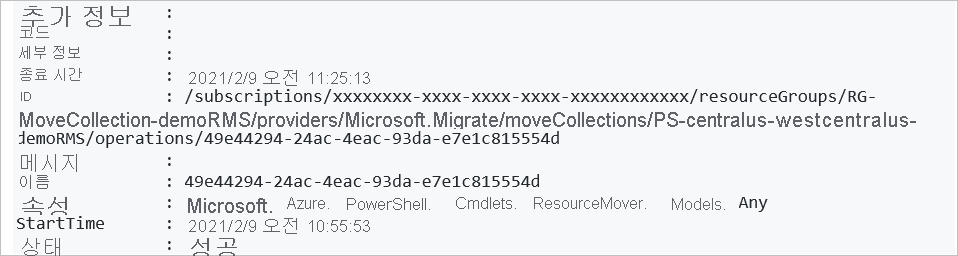 추가 정보 :
코드 :
세부 정보 :
종료 시간 : 2021/2/9 오전 11:25:13
ID : /subscriptions/xxxxxxxx-xxxx-xxxx-xxxx-xxxxxxxxxxxx/resourceGroups/RG-
MoveCollection-demoRMS/providers/Microsoft.Migrate/moveCollections/PS-centralus-westcentralus-
demoRMS/operations/49e44294-24ac-4eac-93da-e7e1c815554d
메시지 :
이름 : 49e44294-24ac-4eac-93da-e7e1c815554d
속성 : Microsoft. Azure. PowerShell. Cmdlets. ResourceMover. Models. Any
StartTime : 2021/2/9 오전 10:55:53
상태 : 성공